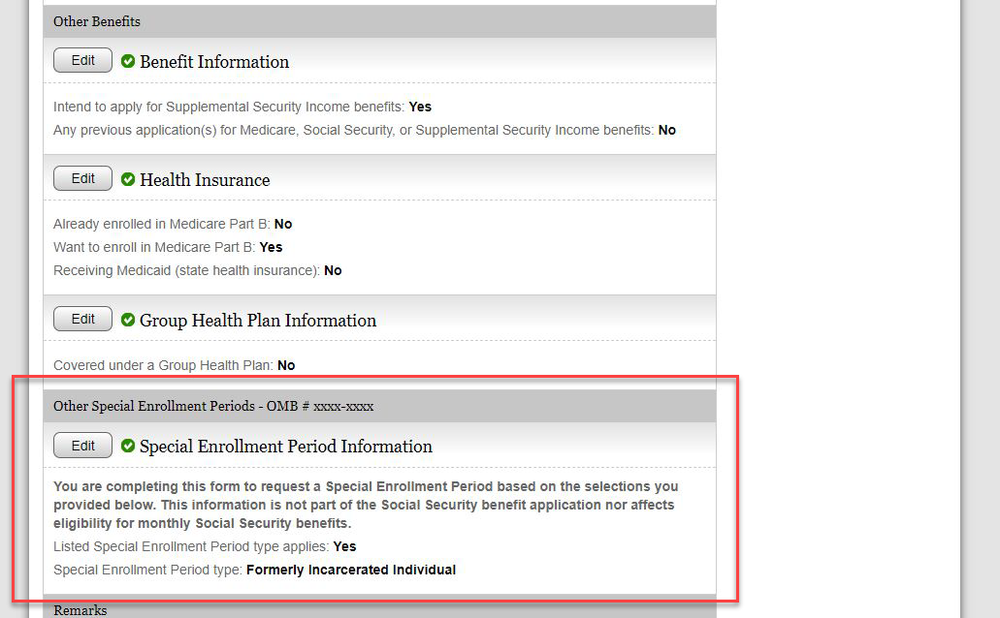 Other Benefits
Edit Benefit Information
Intend to apply for Supplemental Security Income benefits: Yes
Any previous application(s) for Medicare, Social Security, or Supplemental Security Income benefits: No
Edit Health Insurance
Already enrolled in Medicare Part B: No
Want to enroll in Medicare Part B: Yes
Receiving Medicaid (state health insurance): No
Edit Group Health Plan Information
Covered under a Group Health Plan: No
Other Special Enrollment Periods - OMB # xxxx-xxxx
Edit Special Enrollment Period Information
You are completing this form to request a Special Enrollment Period based on the selections you
provided below. This information is not part of the Social Security benefit application nor affects
eligibility for monthly Social Security benefits.
Listed Special Enrollment Period type applies: Yes
Special Enrollment Period type: Formerly Incarcerated Individual
Remarks